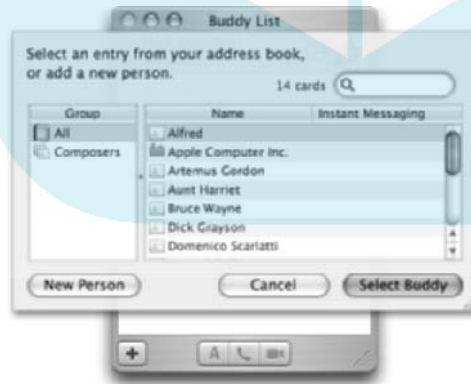 Buddy List
Select an entry from your address book,
or add a new person.
14 cards
Group
Name
Instant Messaging
All
Composers
Alfred
Apple Computer Inc.
Artemus Gordon
Aunt Harriet
Bruce Wayne
Dick Grayson
Domenico Scarlatti
New Person
Cancel
Select Buddy
A